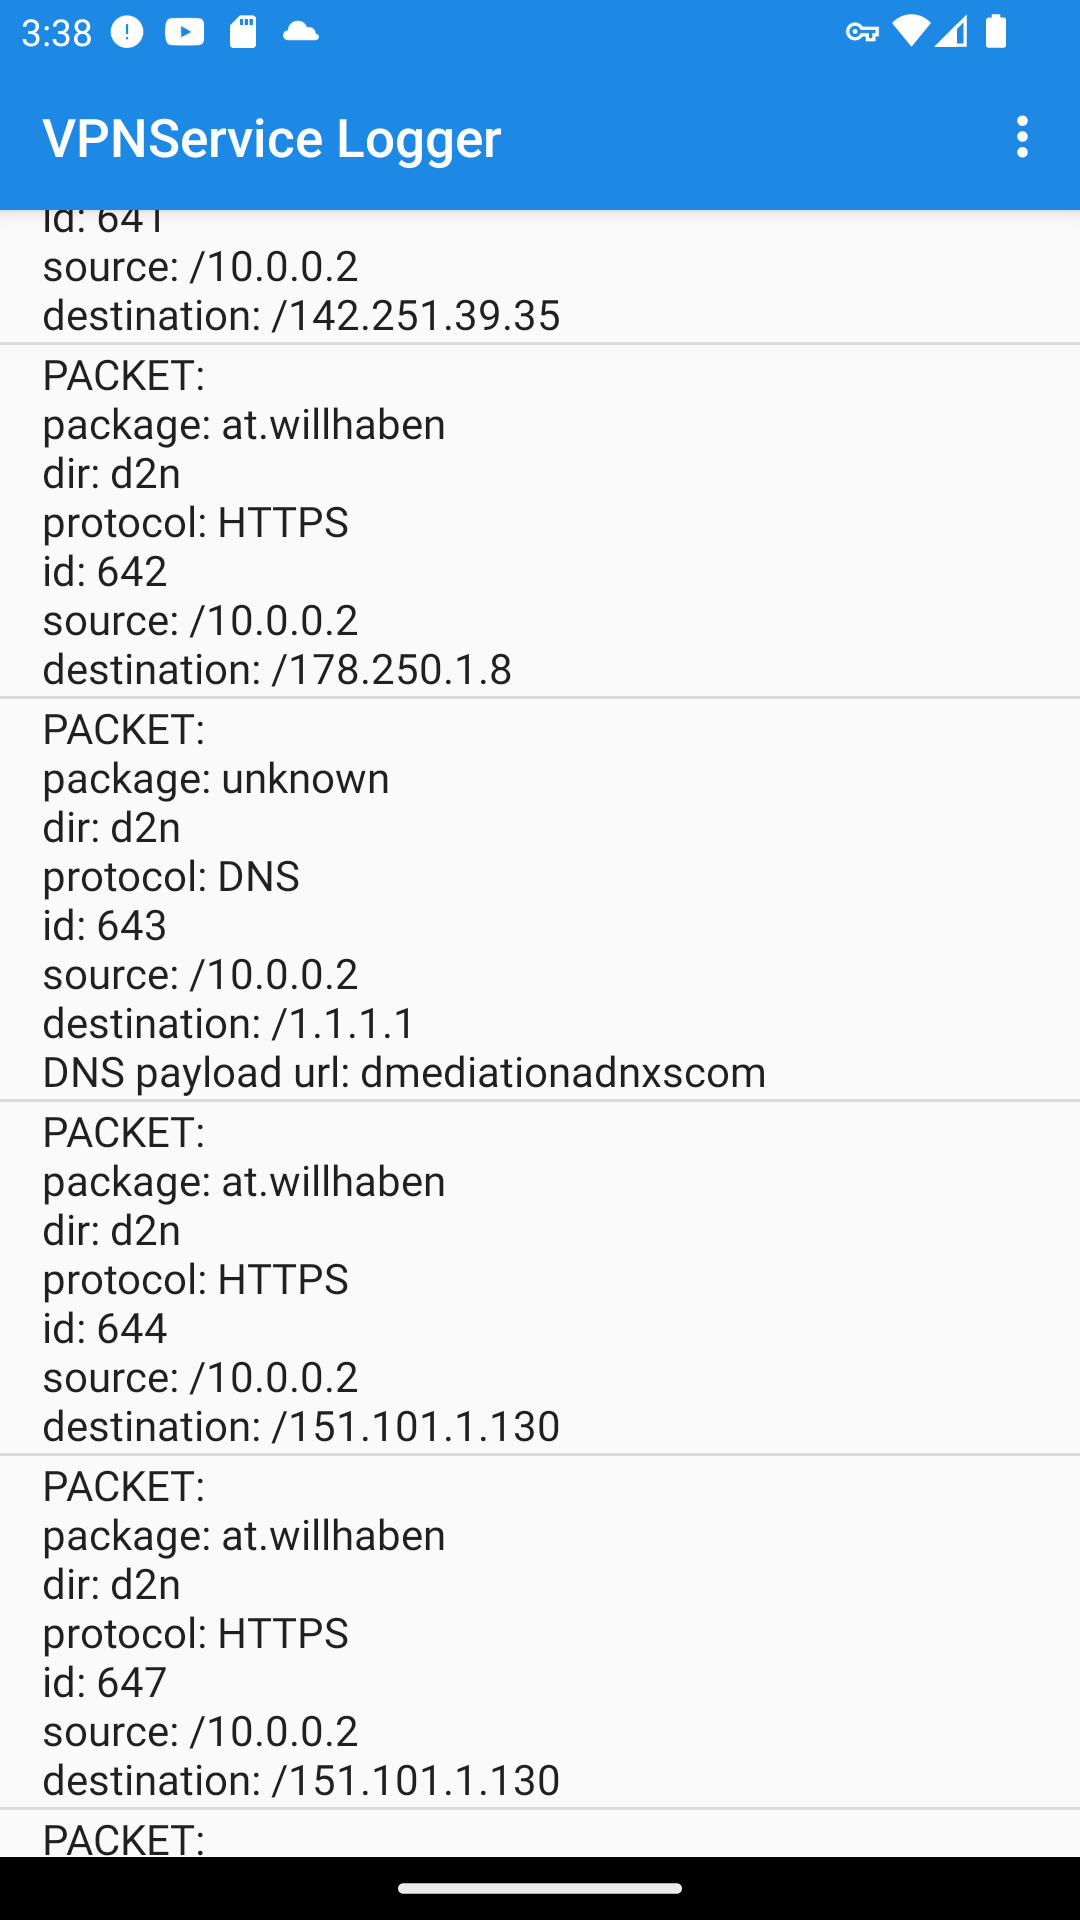 3:38
VPNService Logger
id: 641
source: /10.0.0.2
destination: /142.251.39.35
PACKET:
package: at.willhaben
dir: d2n
protocol: HTTPS
id: 642
source: /10.0.0.2
destination: /178.250.1.8
PACKET:
package: unknown
dir: d2n
protocol: DNS
id: 643
source: /10.0.0.2
destination: /1.1.1.1
DNS payload url: dmediationadnxscom
PACKET:
package: at.willhaben
dir: d2n
protocol: HTTPS
id: 644
source: /10.0.0.2
destination: /151.101.1.130
PACKET:
package: at.willhaben
dir: d2n
protocol: HTTPS
id: 647
source: /10.0.0.2
destination: /151.101.1.130
PACKET: